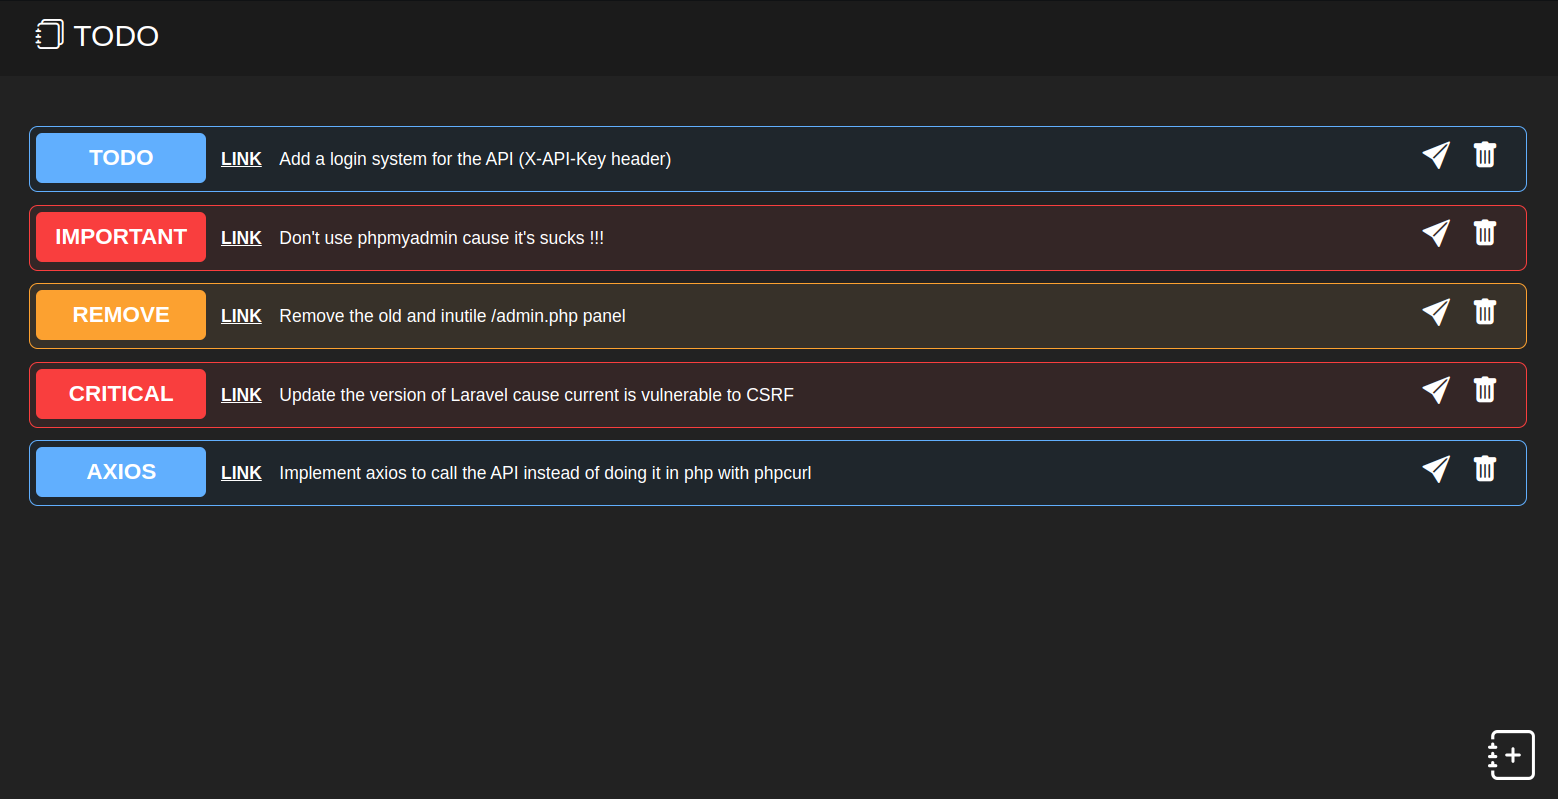 TODO
TODO LINK Add a login system for the API (X-API-Key header)
IMPORTANT LINK Don't use phpmyadmin cause it's sucks !!!
REMOVE LINK Remove the old and inutile /admin.php panel
CRITICAL LINK Update the version of Laravel cause current is vulnerable to CSRF
AXIOS LINK Implement axios to call the API instead of doing it in php with phpcurl